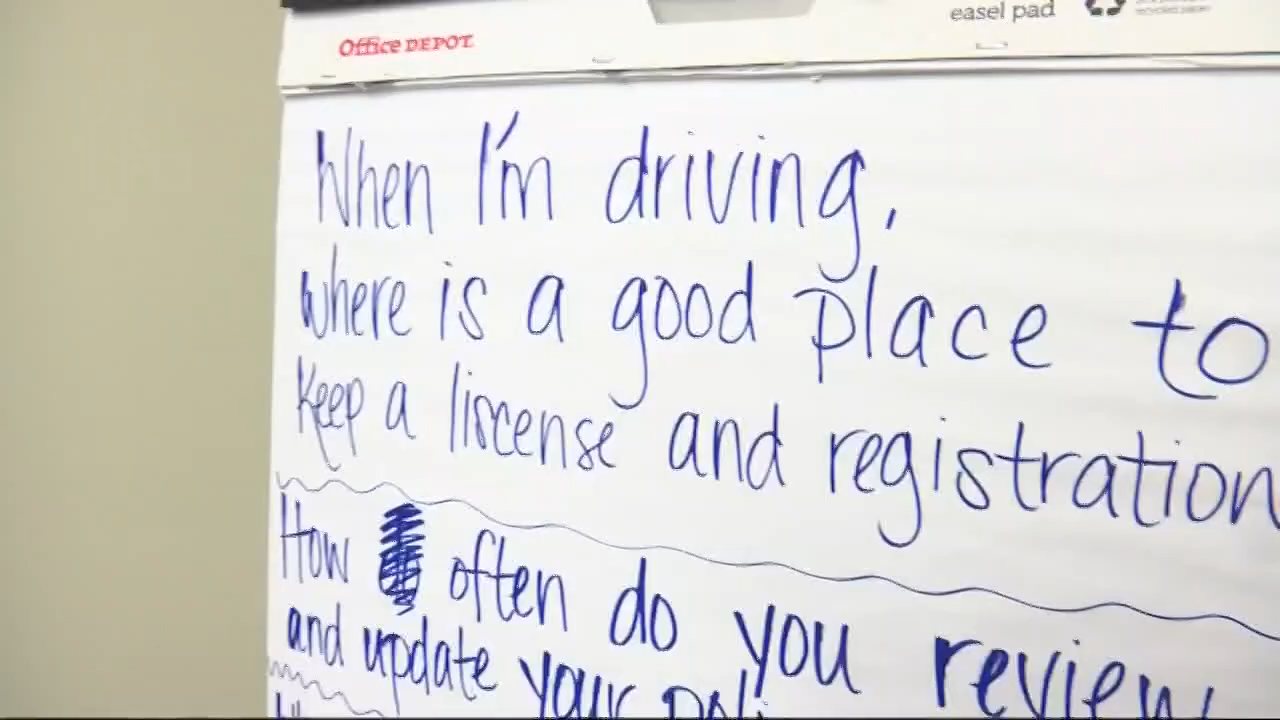 easel pad
Office DEPOT
When I'm driving,
where is a good place to
Keep a liscense and registration
How often do you review
and update your